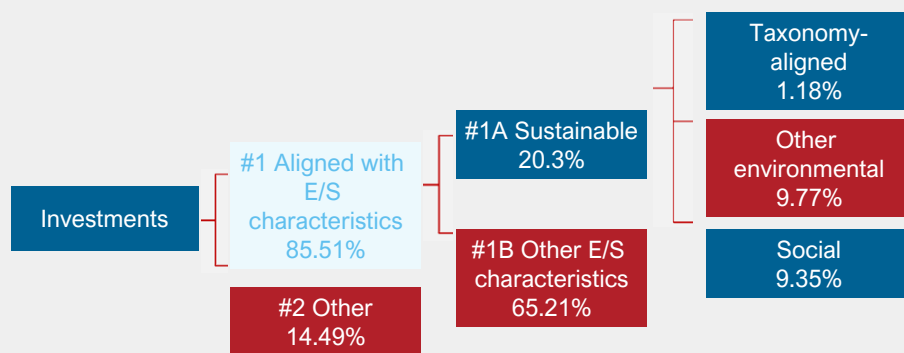 Investments
#1 Aligned with
E/S
characteristics
85.51%
#2 Other
14.49%
#1A Sustainable
20.3%
#1B Other E/S
characteristics
65.21%
Taxonomy-
aligned
1.18%
Other
environmental
9.77%
Social
9.35%